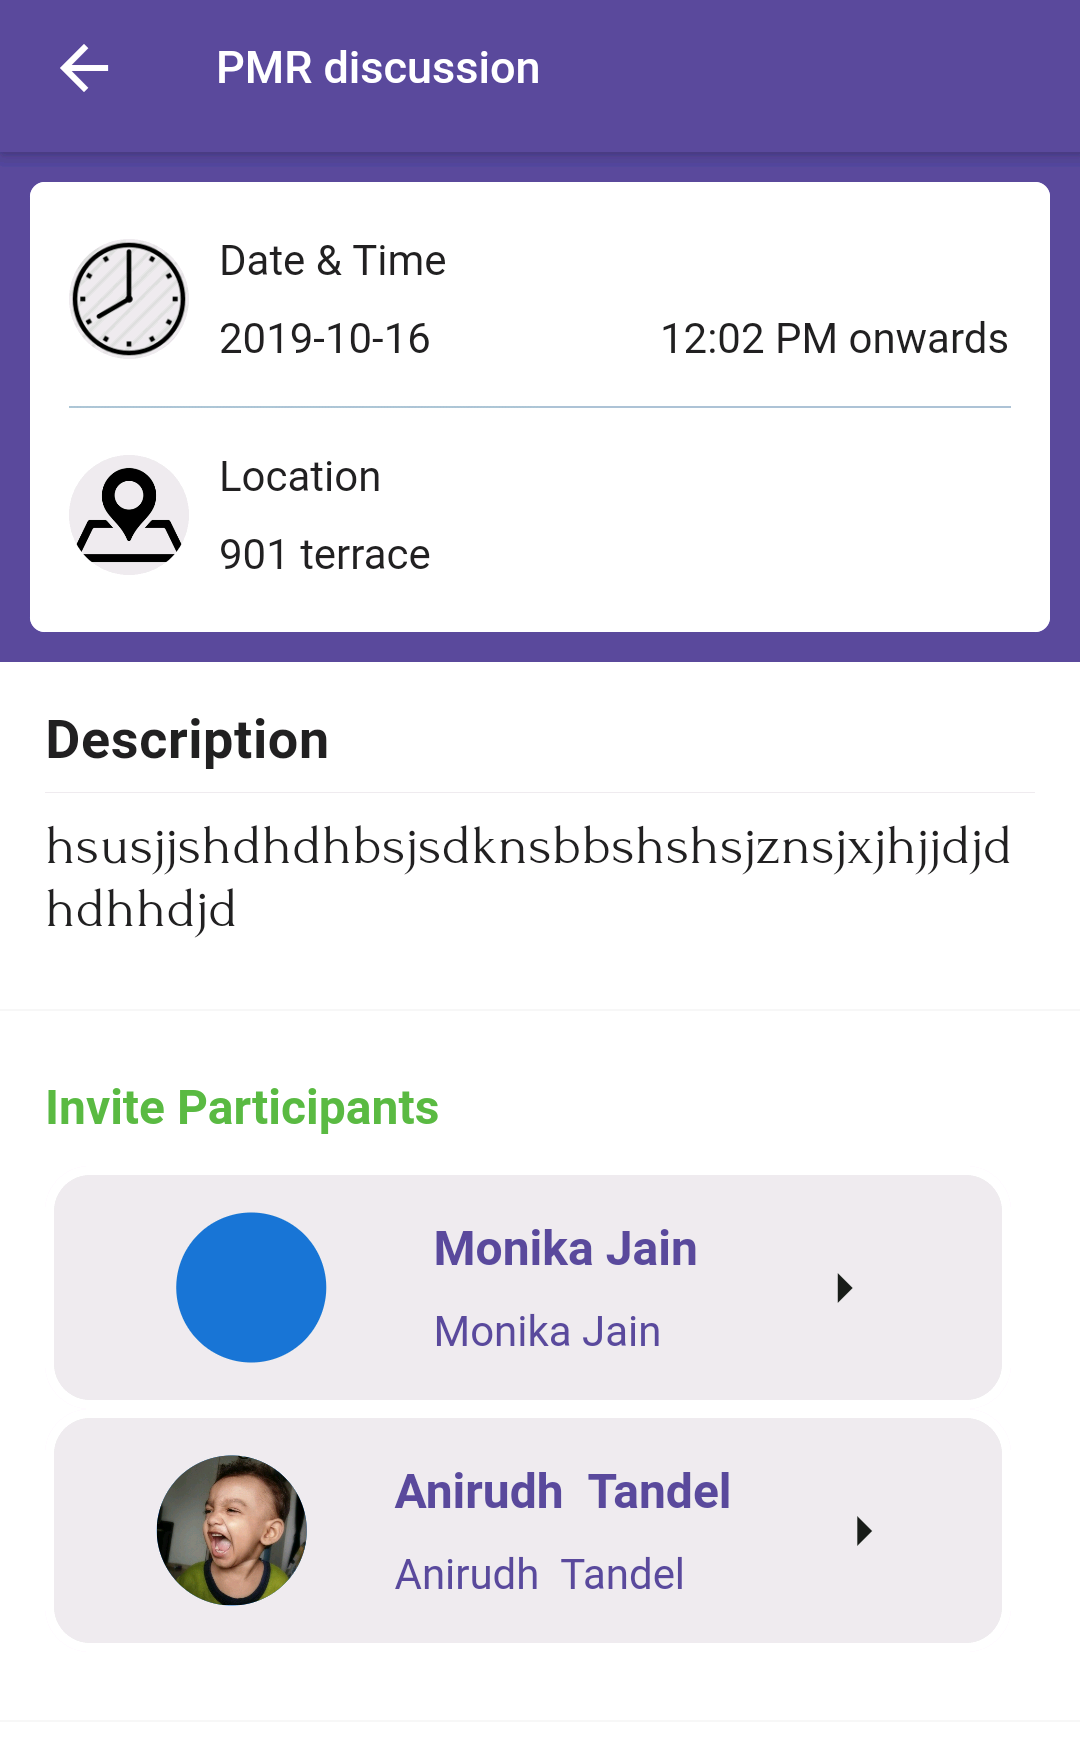 PMR discussion
Date & Time
2019-10-16 12:02 PM onwards
Location
901 terrace
Description
hsusjjshdhdhbsjsdknsbbshshsjznsjxjhjjdjd
hdhhdjd
Invite Participants
Monika Jain
Monika Jain
Anirudh  Tandel
Anirudh  Tandel